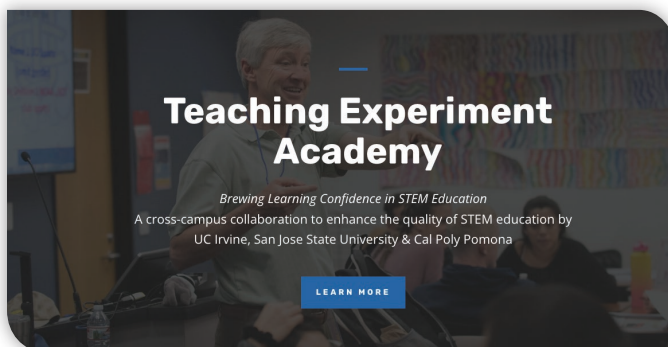 Teaching Experiment
Academy
Brewing Learning Confidence in STEM Education
A cross-campus collaboration to enhance the quality of STEM education by
UC Irvine, San Jose State University & Cal Poly Pomona
LEARN MORE